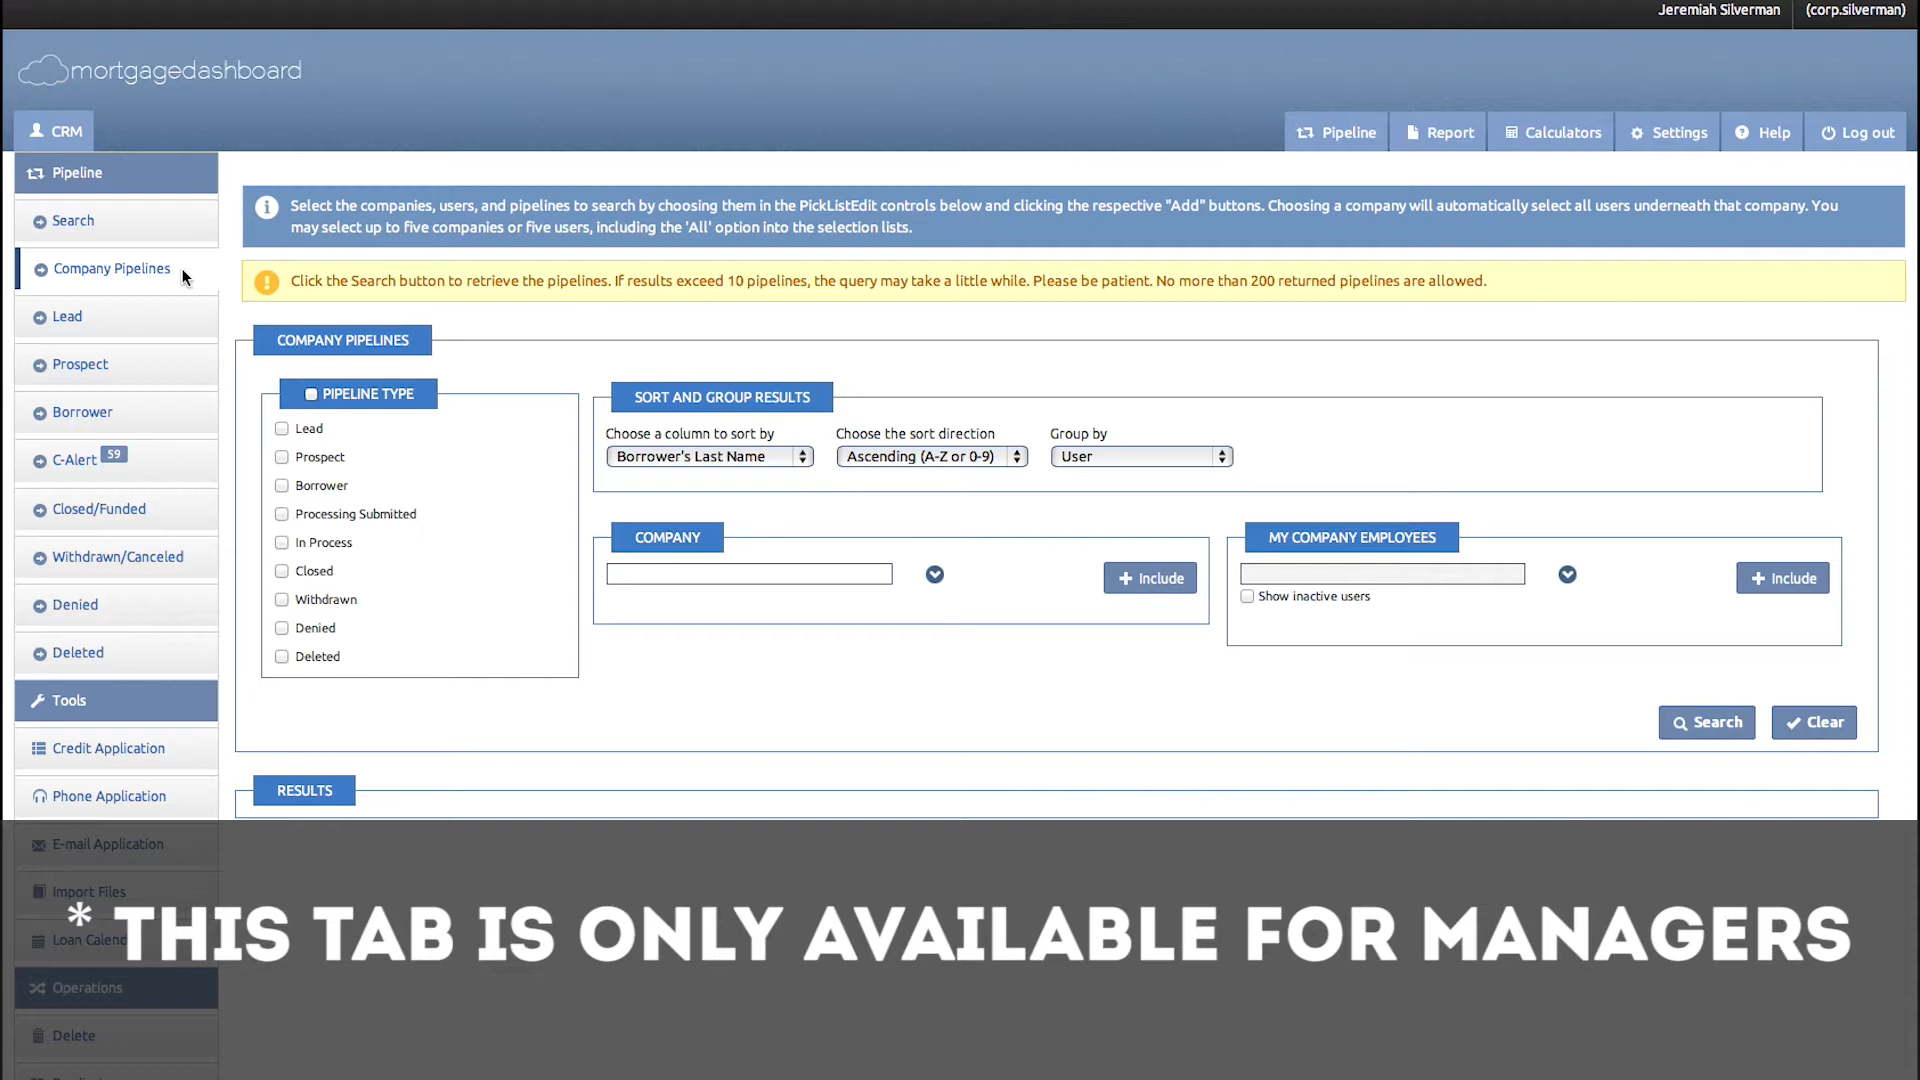 Jeremiah Silverman (corp.silverman)
mortgagedashboard
CRM
Pipeline Report Calculators Settings Help Log out
Pipeline
Search
Company Pipelines
Lead
Prospect
Borrower
C-Alert 59
Closed/Funded
Withdrawn/Canceled
Denied
Deleted
Tools
Credit Application
Phone Application
E-mail Application
Import Files
Operations
Delete
Select the companies, users, and pipelines to search by choosing them in the PickListEdit controls below and clicking the respective "Add" buttons. Choosing a company will automatically select all users underneath that company. You
may select up to five companies or five users, including the 'All' option into the selection lists.
Click the Search button to retrieve the pipelines. If results exceed 10 pipelines, the query may take a little while. Please be patient. No more than 200 returned pipelines are allowed.
COMPANY PIPELINES
PIPELINE TYPE
Lead
Prospect
Borrower
Processing Submitted
In Process
Closed
Withdrawn
Denied
Deleted
SORT AND GROUP RESULTS
Choose a column to sort by Choose the sort direction Group by
Borrower's Last Name Ascending (A-Z or 0-9) User
COMPANY
Include
MY COMPANY EMPLOYEES
Include
Show inactive users
Search Clear
RESULTS
* THIS TAB IS ONLY AVAILABLE FOR MANAGERS